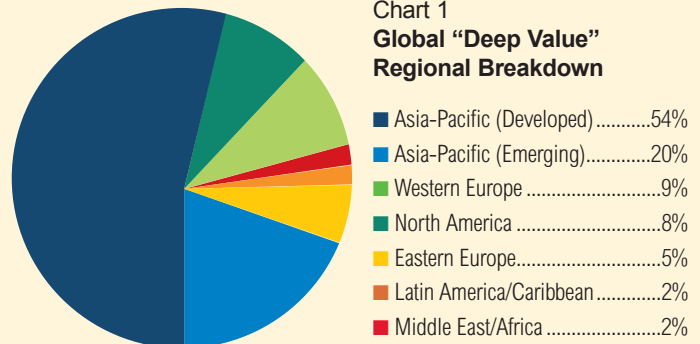 Chart 1
Global “Deep Value”
Regional Breakdown
Asia-Pacific (Developed)...........54%
Asia-Pacific (Emerging)............20%
Western Europe .........................9%
North America ...........................8%
Eastern Europe...........................5%
Latin America/Caribbean............2%
Middle East/Africa .....................2%